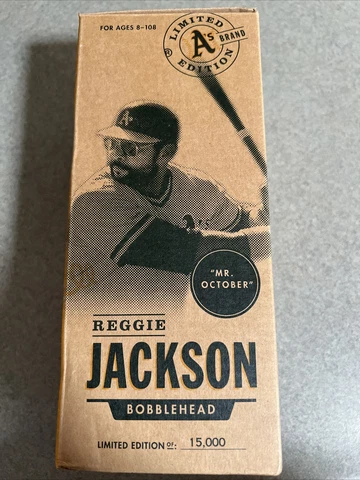 FOR AGES 8-108
LIMITED
A's BRAND
EDITION
"MR.
OCTOBER"
REGGIE
JACKSON
BOBBLEHEAD
LIMITED EDITION OF: 15,000